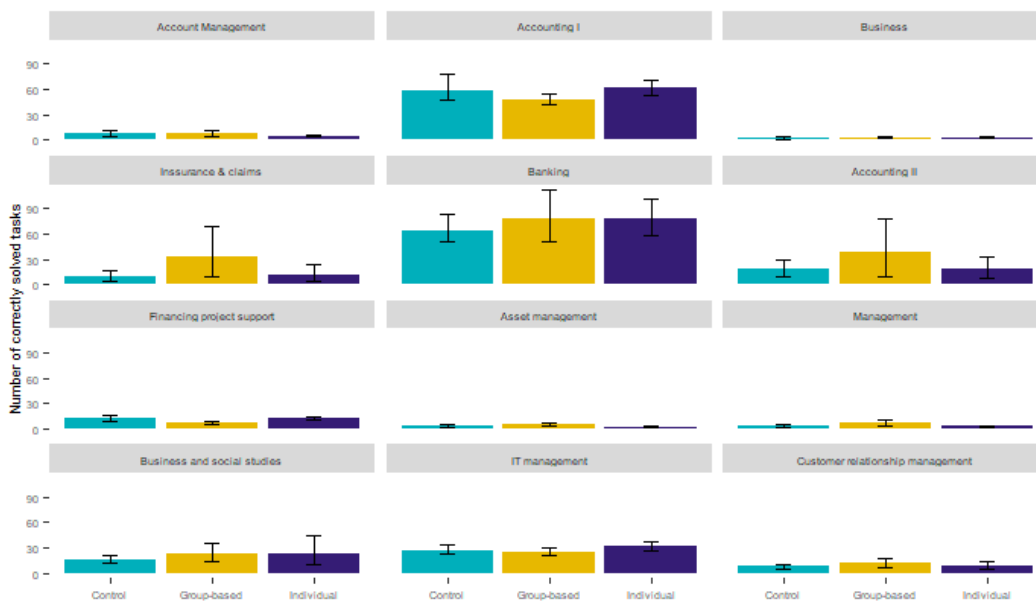 Account Management Accounting I Business
90
60
30
0
Inssurance & claims Banking Accounting II
90
60
30
0
Financing project support Asset management Management
90
60
30
0
Business and social studies IT management Customer relationship management
90
60
30
0
Control Group-based Individual Control Group-based Individual Control Group-based Individual
Number of correctly solved tasks